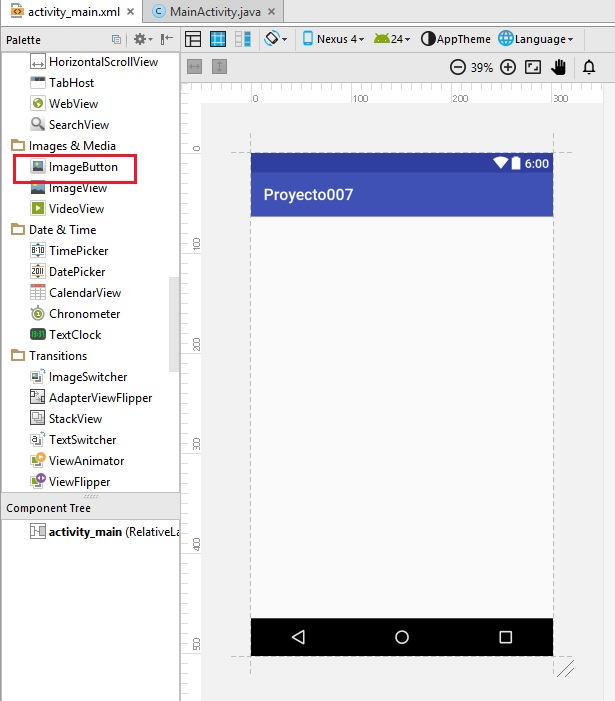 activity_main.xml MainActivity.java
Palette Nexus 4 24 AppTheme Language
HorizontalScrollView 39%
TabHost
WebView
SearchView
Images & Media
ImageButton
ImageView
VideoView
Date & Time
TimePicker
DatePicker
CalendarView
Chronometer
TextClock
Transitions
ImageSwitcher
AdapterViewFlipper
StackView
TextSwitcher
ViewAnimator
ViewFlipper
Component Tree
activity_main (RelativeLa
0 100 200 300
0
100
200
300
400
500
6:00
Proyecto007